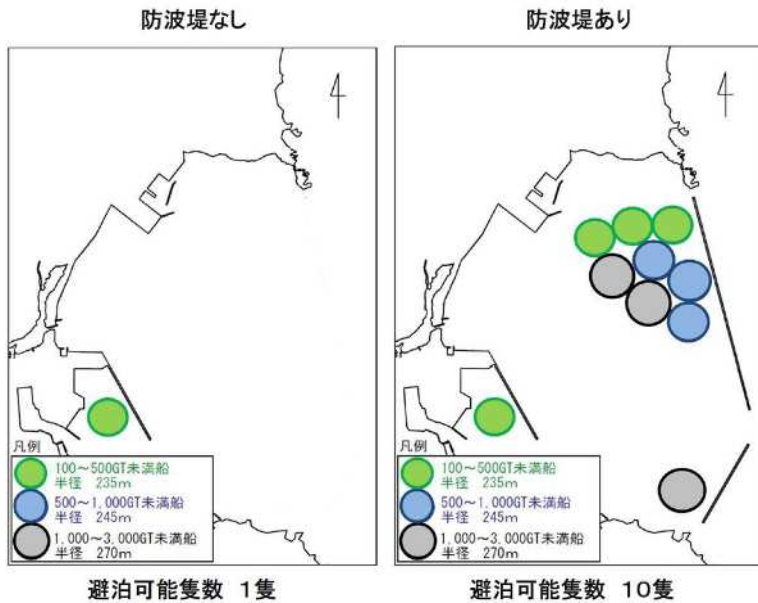 防波堤なし
防波堤あり
4
4
凡例
100～500GT未満船
半径 235m
500～1,000GT未満船
半径 245m
1,000～3,000GT未満船
半径 270m
凡例
100～500GT未満船
半径 235m
500～1,000GT未満船
半径 245m
1,000～3,000GT未満船
半径 270m
避泊可能隻数 1隻
避泊可能隻数 10隻